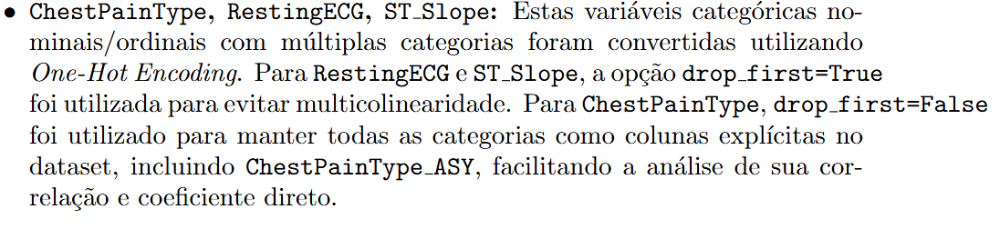 • ChestPainType, RestingECG, ST_Slope: Estas variáveis categóricas no-
minais/ordinais com múltiplas categorias foram convertidas utilizando
One-Hot Encoding. Para RestingECG e ST_Slope, a opção drop_first=True
foi utilizada para evitar multicolinearidade. Para ChestPainType, drop_first=False
foi utilizado para manter todas as categorias como colunas explícitas no
dataset, incluindo ChestPainType_ASY, facilitando a análise de sua cor-
relação e coeficiente direto.